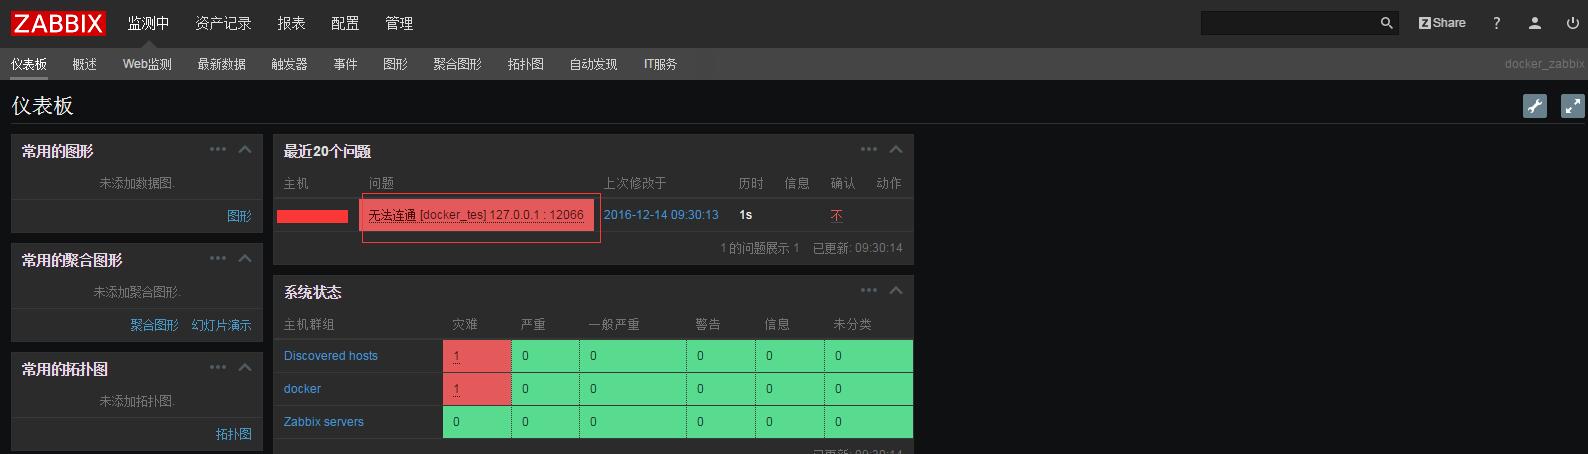 ZABBIX 监测中 资产记录 报表 配置 管理 Z Share ?
仪表板 概述 Web监测 最新数据 触发器 事件 图形 聚合图形 拓扑图 自动发现 IT服务 docker_zabbix
仪表板
常用的图形
未添加数据图.
图形
常用的聚合图形
未添加聚合图形.
聚合图形 幻灯片演示
常用的拓扑图
未添加拓扑图.
拓扑图
最近20个问题
主机 问题 上次修改于 历时 信息 确认 动作
无法连通 [docker_tes] 127.0.0.1 : 12066 2016-12-14 09:30:13 1s 不
1 的问题展示 1 已更新: 09:30:14
系统状态
主机群组 灾难 严重 一般严重 警告 信息 未分类
Discovered hosts 1 0 0 0 0 0
docker 1 0 0 0 0 0
Zabbix servers 0 0 0 0 0 0
已更新: 09:30:14